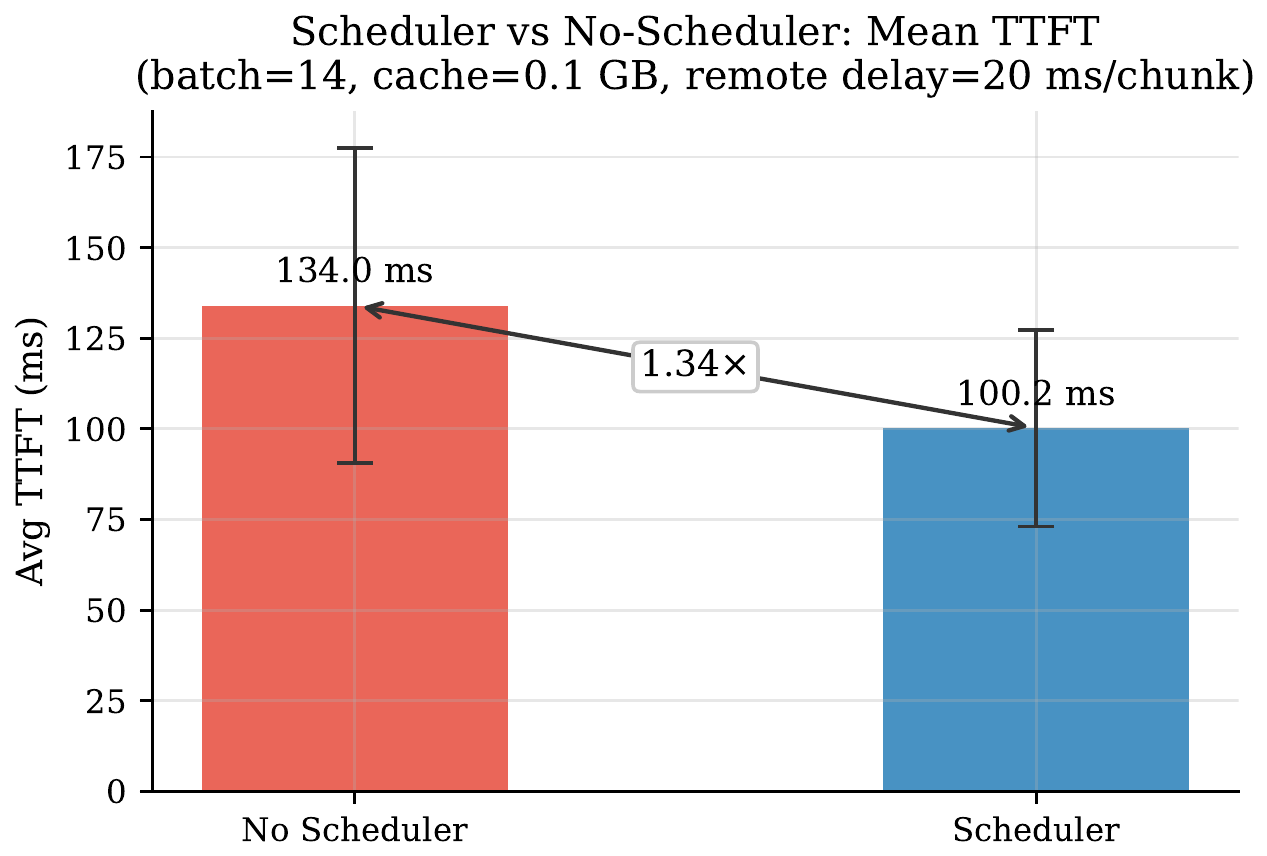 Scheduler vs No-Scheduler: Mean TTFT
(batch=14, cache=0.1 GB, remote delay=20 ms/chunk)
Avg TTFT (ms)
175
150
125
100
75
50
25
0
134.0 ms
1.34×
100.2 ms
No Scheduler
Scheduler